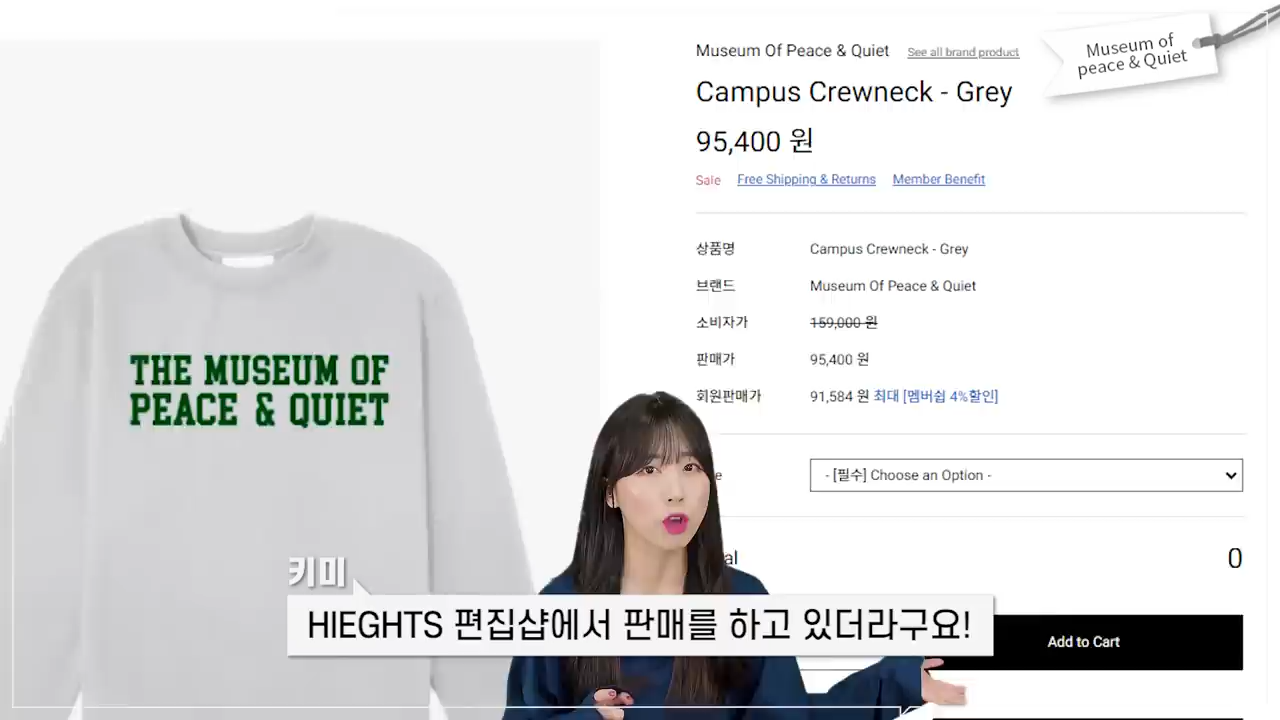 Museum Of Peace & Quiet See all brand product
Museum of
peace & Quiet
Campus Crewneck - Grey
95,400 원
Sale Free Shipping & Returns Member Benefit
상품명 Campus Crewneck - Grey
브랜드 Museum Of Peace & Quiet
소비자가 159,000 원
판매가 95,400 원
회원판매가 91,584 원 최대 [멤버쉽 4%할인]
- [필수] Choose an Option -
0
Add to Cart
THE MUSEUM OF
PEACE & QUIET
키미
HIEGHTS 편집샵에서 판매를 하고 있더라구요!